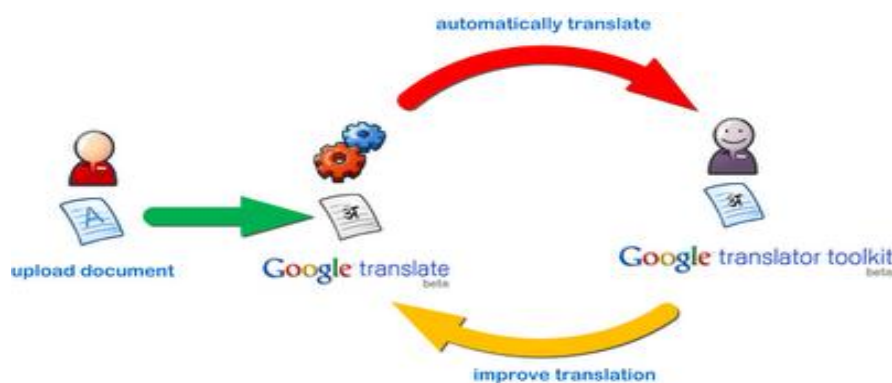 automatically translate
A
अ
अ
upload document
Google translate
beta
Google translator toolkit
beta
improve translation